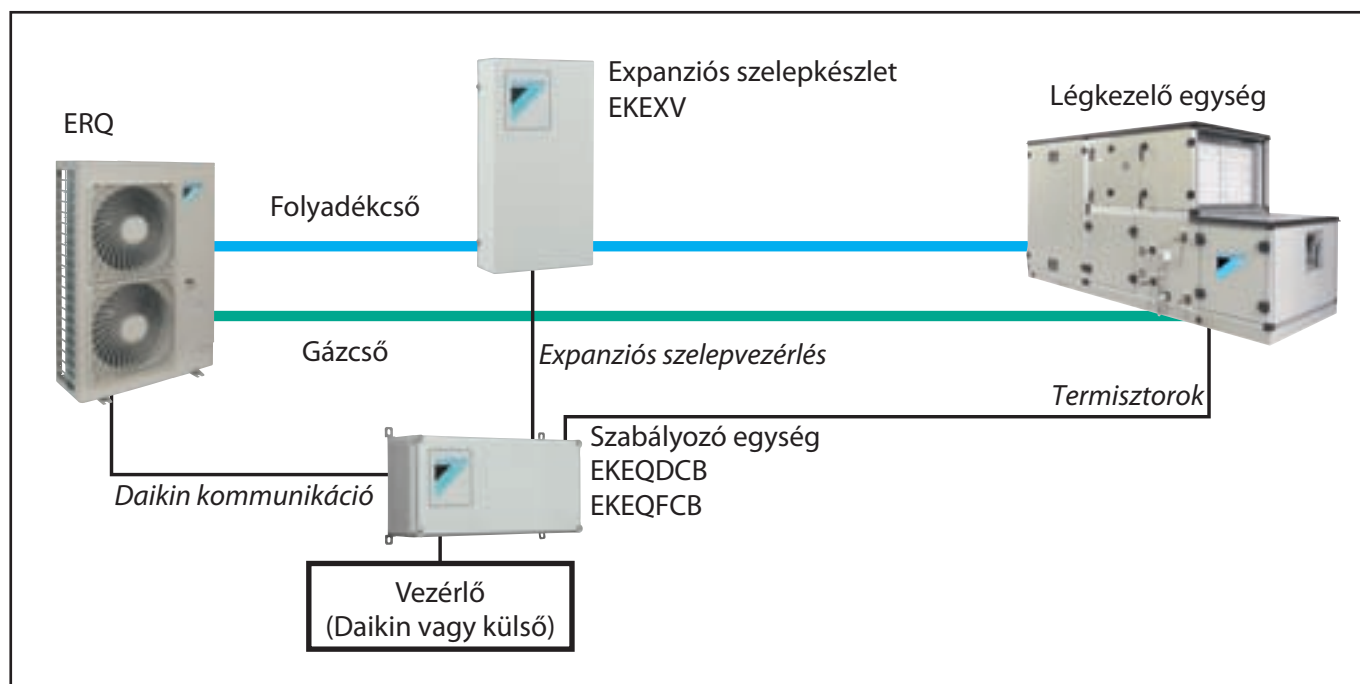 ERQ
Expanziós szelepkészlet
EKEXV
Légkezelő egység
Folyadékcső
Gázcső
Expanziós szelepvezérlés
Termisztorok
Daikin kommunikáció
Szabályozó egység
EKEQDCB
EKEQFCB
Vezérlő
(Daikin vagy külső)